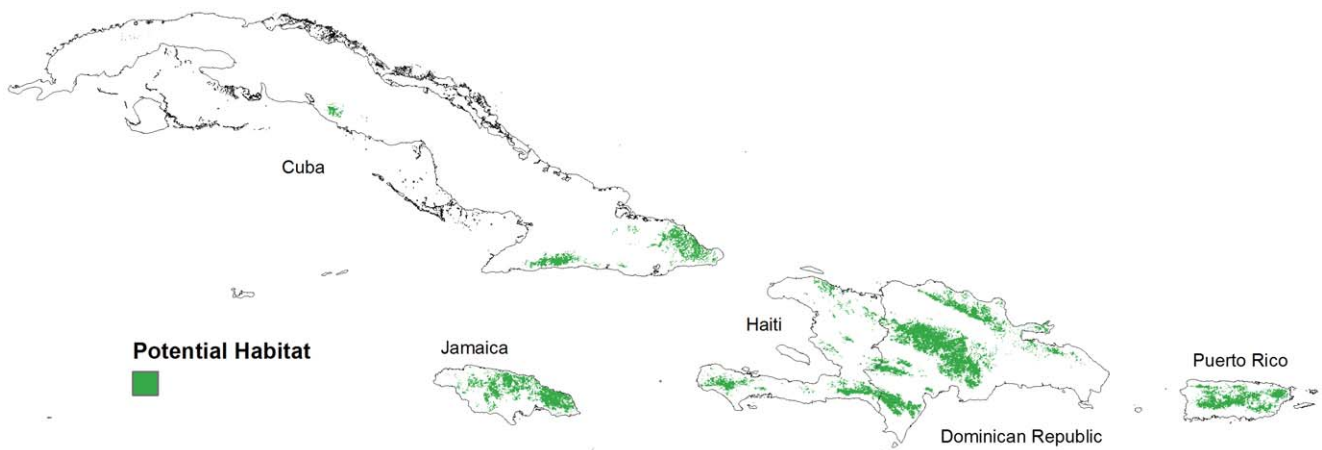 Cuba
Haiti
Potential Habitat
Jamaica
Puerto Rico
Dominican Republic